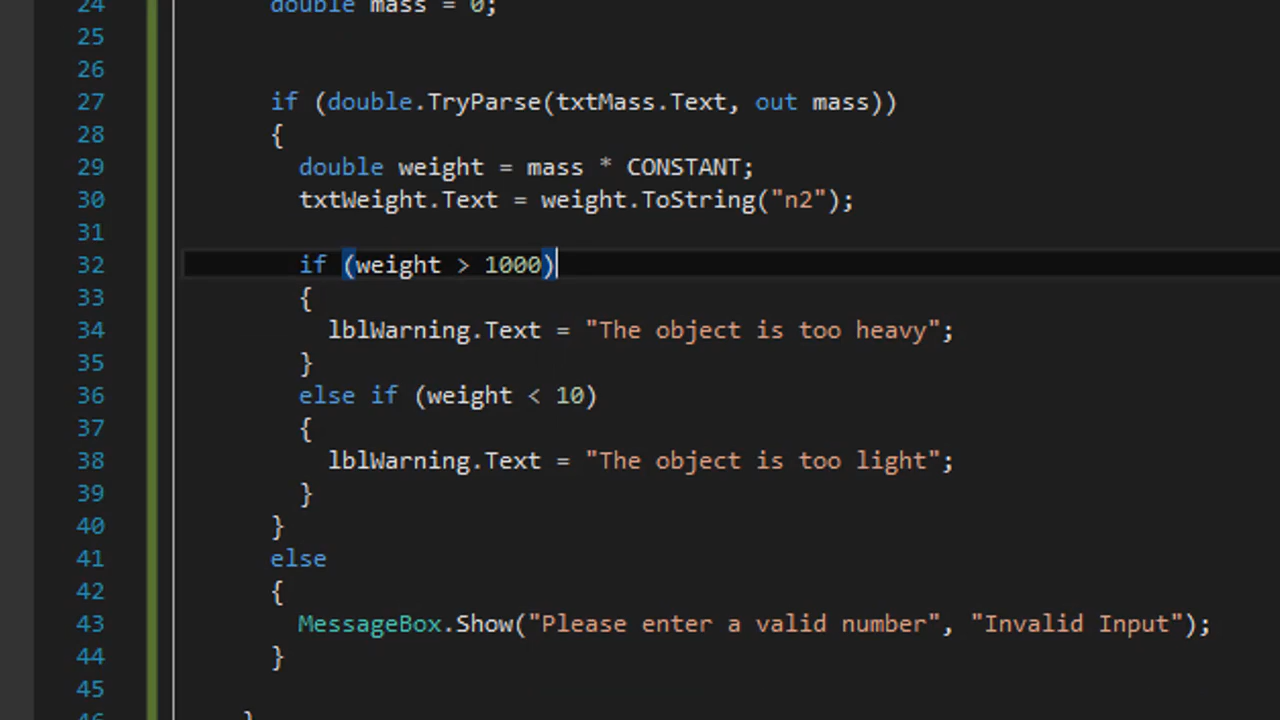 24 double mass = 0;
25
26
27 if (double.TryParse(txtMass.Text, out mass))
28 {
29 double weight = mass * CONSTANT;
30 txtWeight.Text = weight.ToString("n2");
31
32 if (weight > 1000)
33 {
34 lblWarning.Text = "The object is too heavy";
35 }
36 else if (weight < 10)
37 {
38 lblWarning.Text = "The object is too light";
39 }
40 }
41 else
42 {
43 MessageBox.Show("Please enter a valid number", "Invalid Input");
44 }
45
46 }